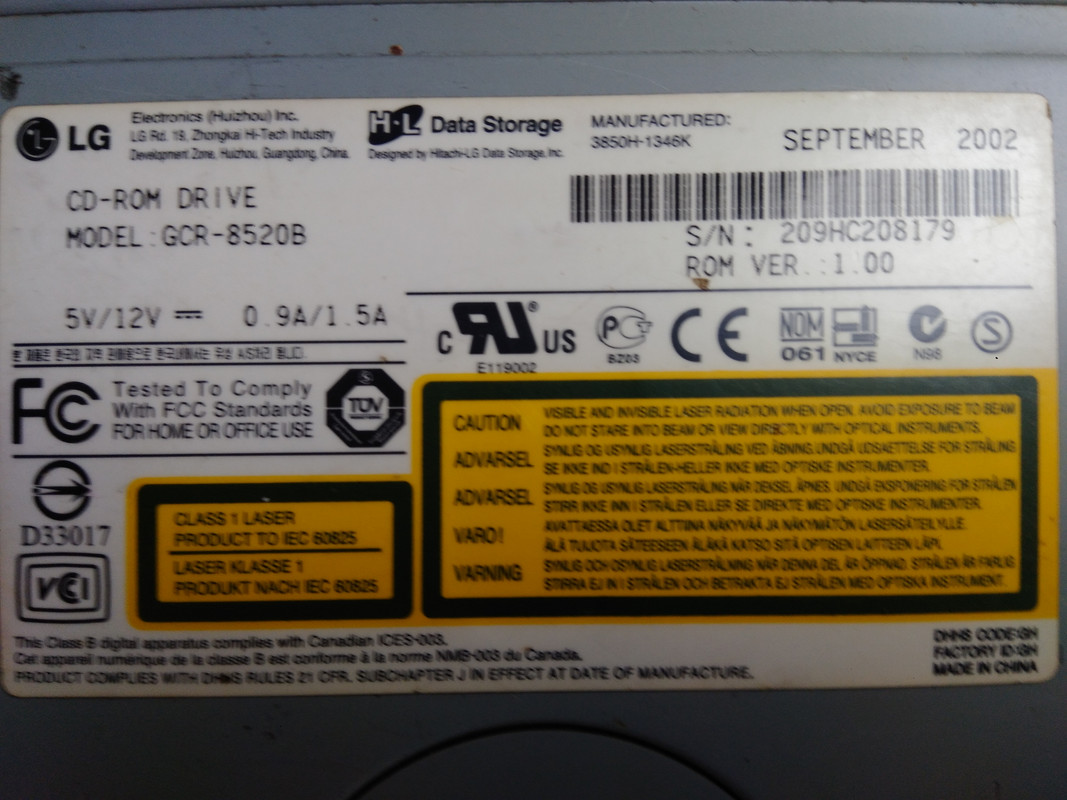 LG
Electronics (Huizhou) Inc.
LG Rd. 19, Zhongkai Hi-Tech Industry
Development Zone, Huizhou, Guangdong, China.
H·L Data Storage
Designed by Hitachi-LG Data Storage, Inc.
MANUFACTURED:
3850H-1346K
SEPTEMBER 2002
CD-ROM DRIVE
MODEL:GCR-8520B
S/N: 209HC208179
ROM VER.:1.00
5V/12V 0.9A/1.5A
C UR ® US
E119002
PCT
BZ03
CE
NOM
061
NYCE
N98
S
FC
Tested To Comply
With FCC Standards
FOR HOME OR OFFICE USE
TÜV
D33017
VCI
CLASS 1 LASER
PRODUCT TO IEC 60825
LASER KLASSE 1
PRODUKT NACH IEC 60825
CAUTION VISIBLE AND INVISIBLE LASER RADIATION WHEN OPEN. AVOID EXPOSURE TO BEAM
DO NOT STARE INTO BEAM OR VIEW DIRSCTLY WITH OPTICAL INSTRUMENTS.
ADVARSEL SYNLIG OG USYNLIG LASERSTRÅLING VED ÅBNING.UNDGÅ UDSAETTELSE FOR STRÅLING
SE IKKE IND I STRÅLEN-HELLER IKKE MED OPTISKE INSTRUMENTER.
ADVARSEL SYNLIG OG USYNLIG LASERSTRÅLING NÅR DEKSEL ÅPNES. UNDGÅ EKSPONERING FOR STRÅLEN
STIRR IKKE INN I STRÅLEN ELLER SE DIREKTE MED OPTISKE INSTRUMENTER.
VARO! AVATTAESSA OLET ALTTIINA NÄKYVÄÄ JA NÄKYMÄTÖN LASERSÄTEILYLLE.
ÄLÄ TUIJOTA SÄTEESEEN ÄLÄKÄ KATSO SITÄ OPTISEN LAITTEEN LÄPI.
VARNING SYNLIG OCH OSYNLIG LASERSTRÅLNING NÄR DENNA DEL ÄR ÖPPNAD. STRÅLEN ÄR FARLIG
STIRRA EJ IN I STRÅLEN OCH BETRAKTA EJ STRÅLEN MED OPTISKA INSTRUMENT.
This Class B digital apparatus complies with Canadian ICES-003.
Cet appareil numérique de la classe B est conforme à la norme NMB-003 du Canada.
PRODUCT COMPLIES WITH DHHS RULES 21 CFR, SUBCHAPTER J IN EFFECT AT DATE OF MANUFACTURE.
DHHS CODE:GH
FACTORY ID:GH
MADE IN CHINA